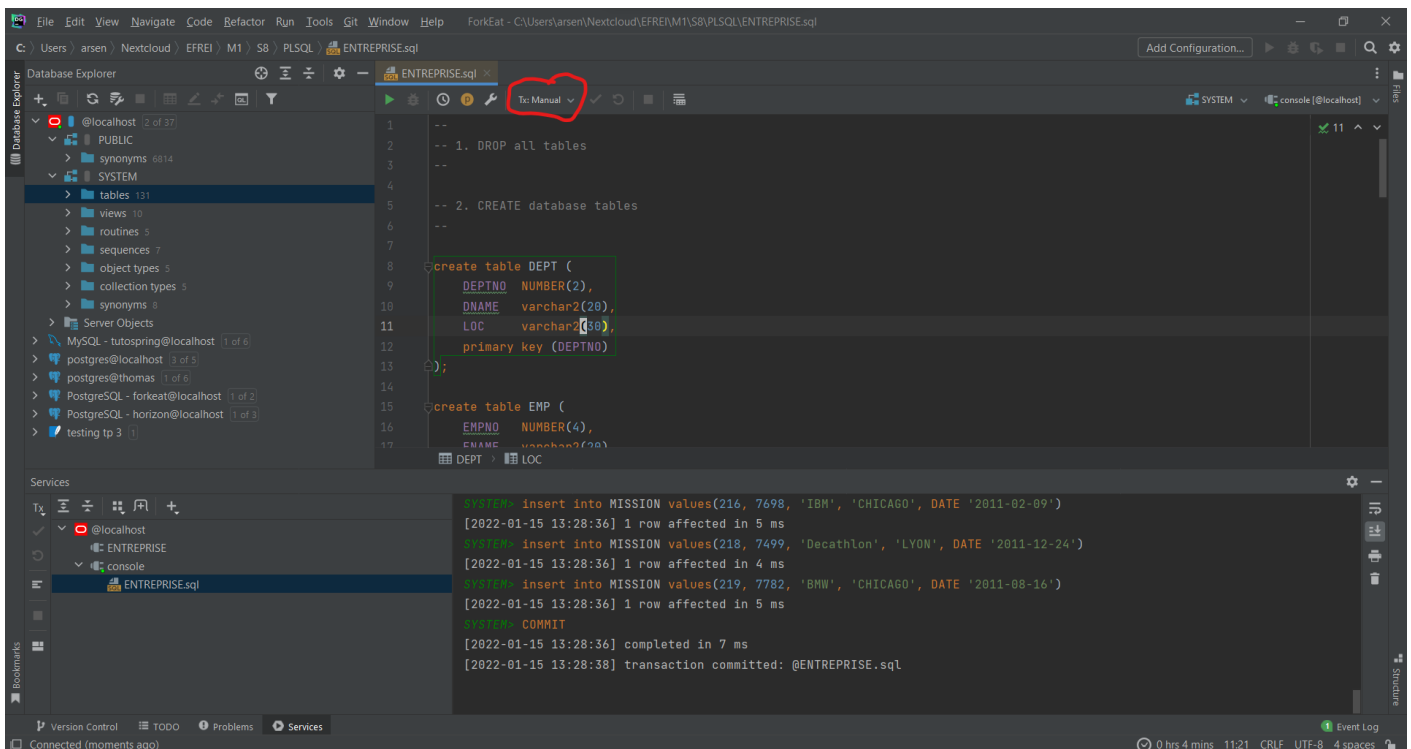 DG File Edit View Navigate Code Refactor Run Tools Git Window Help ForkEat - C:\Users\arsen\Nextcloud\EFREI\M1\S8\PLSQL\ENTREPRISE.sql
C: Users arsen Nextcloud EFREI M1 S8 PLSQL ENTREPRISE.sql Add Configuration...
Database Explorer
ENTREPRISE.sql
Tx: Manual SYSTEM console [@localhost]
Database Explorer
Files
@localhost 2 of 37
PUBLIC
synonyms 6814
SYSTEM
tables 131
views 10
routines 5
sequences 7
object types 5
collection types 5
synonyms 8
Server Objects
MySQL - tutospring@localhost 1 of 6
postgres@localhost 3 of 5
postgres@thomas 1 of 6
PostgreSQL - forkeat@localhost 1 of 2
PostgreSQL - horizon@localhost 1 of 3
testing tp 3 1
11
1 --
2 -- 1. DROP all tables
3 --
4
5 -- 2. CREATE database tables
6 --
7
8 create table DEPT (
9 DEPTNO NUMBER(2),
10 DNAME varchar2(20),
11 LOC varchar2(30),
12 primary key (DEPTNO)
13 );
14
15 create table EMP (
16 EMPNO NUMBER(4),
17 ENAME varchar2(20)
DEPT LOC
Services
Tx
@localhost
ENTREPRISE
console
ENTREPRISE.sql
SYSTEM> insert into MISSION values(216, 7698, 'IBM', 'CHICAGO', DATE '2011-02-09')
[2022-01-15 13:28:36] 1 row affected in 5 ms
SYSTEM> insert into MISSION values(218, 7499, 'Decathlon', 'LYON', DATE '2011-12-24')
[2022-01-15 13:28:36] 1 row affected in 4 ms
SYSTEM> insert into MISSION values(219, 7782, 'BMW', 'CHICAGO', DATE '2011-08-16')
[2022-01-15 13:28:36] 1 row affected in 5 ms
SYSTEM> COMMIT
[2022-01-15 13:28:36] completed in 7 ms
[2022-01-15 13:28:38] transaction committed: @ENTREPRISE.sql
Bookmarks
Structure
Version Control TODO Problems Services 1 Event Log
Connected (moments ago) 0 hrs 4 mins 11:21 CRLF UTF-8 4 spaces